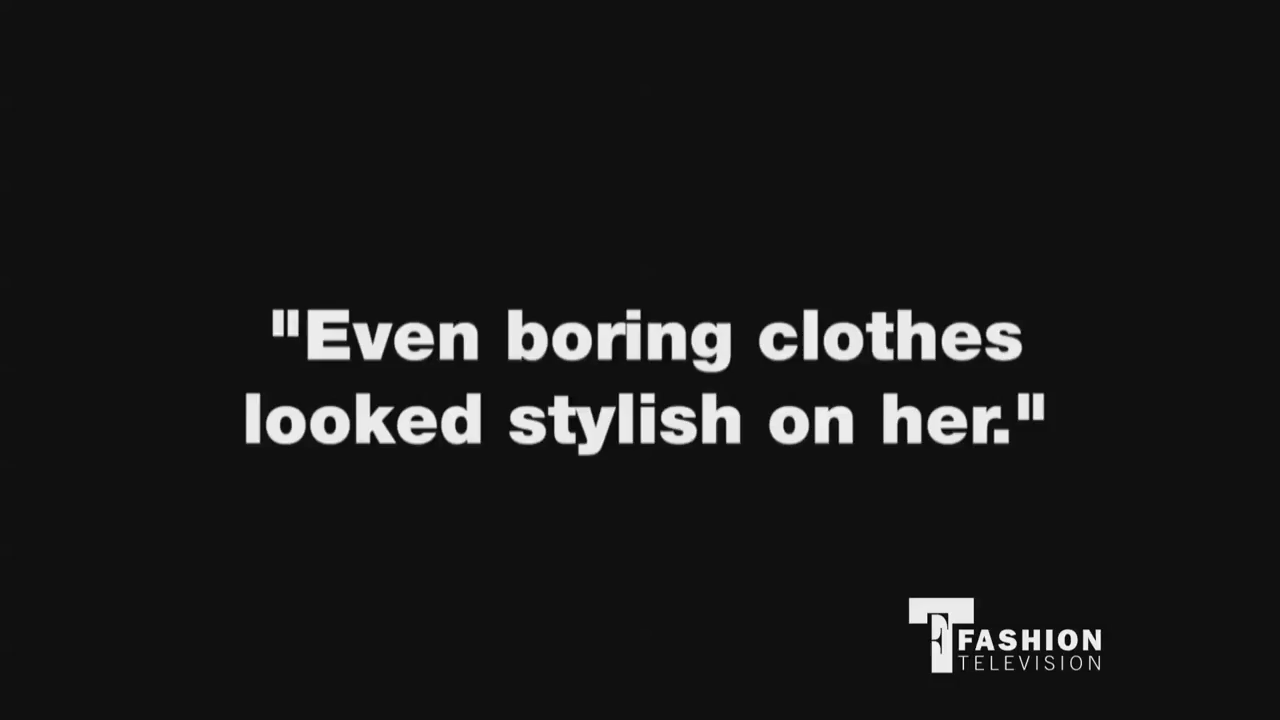 "Even boring clothes
looked stylish on her."
FASHION
TELEVISION